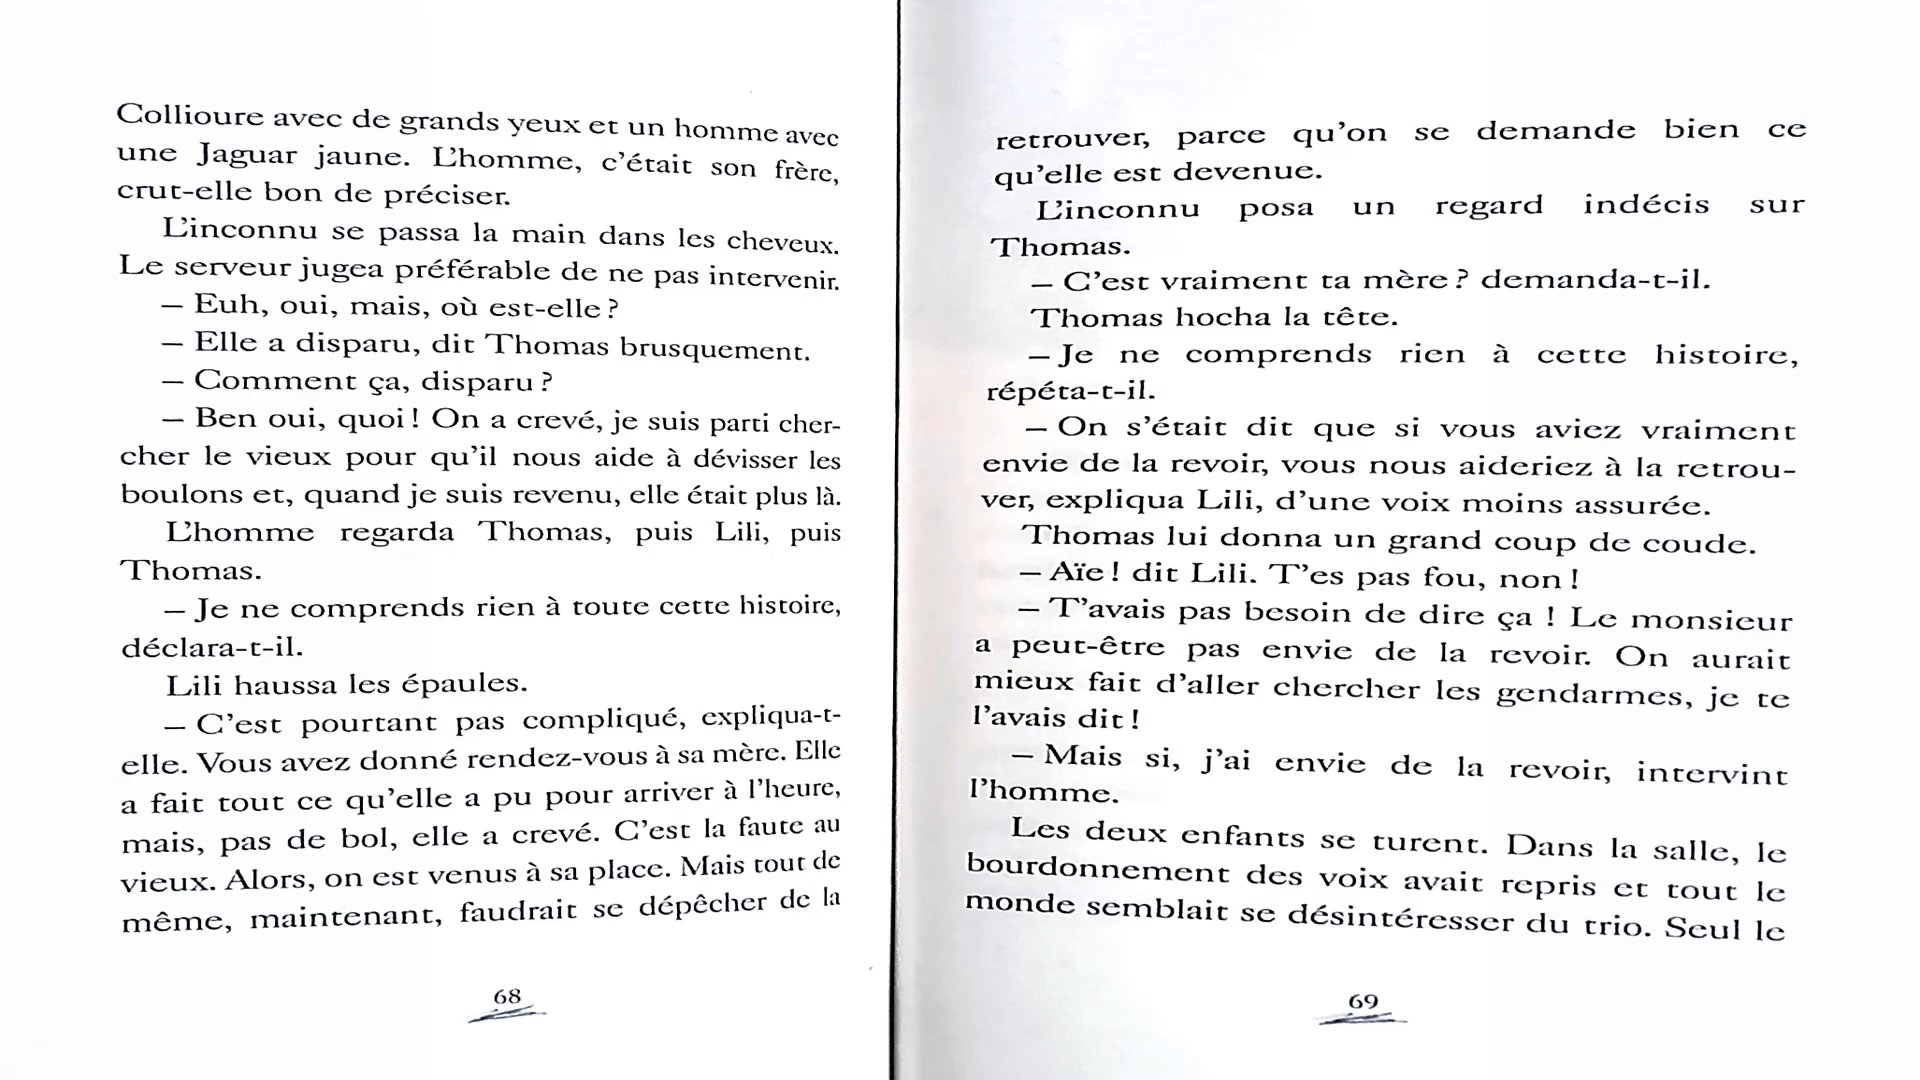 Collioure avec de grands yeux et un homme avec
une Jaguar jaune. L'homme, c'était son frère,
crut-elle bon de préciser.
L'inconnu se passa la main dans les cheveux.
Le serveur jugea préférable de ne pas intervenir.
– Euh, oui, mais, où est-elle ?
– Elle a disparu, dit Thomas brusquement.
– Comment ça, disparu ?
– Ben oui, quoi ! On a crevé, je suis parti cher-
cher le vieux pour qu'il nous aide à dévisser les
boulons et, quand je suis revenu, elle était plus là.
L'homme regarda Thomas, puis Lili, puis
Thomas.
– Je ne comprends rien à toute cette histoire,
déclara-t-il.
Lili haussa les épaules.
– C'est pourtant pas compliqué, expliqua-t-
elle. Vous avez donné rendez-vous à sa mère. Elle
a fait tout ce qu'elle a pu pour arriver à l'heure,
mais, pas de bol, elle a crevé. C'est la faute au
vieux. Alors, on est venus à sa place. Mais tout de
même, maintenant, faudrait se dépêcher de la
68
retrouver, parce qu'on se demande bien ce
qu'elle est devenue.
L'inconnu posa un regard indécis sur
Thomas.
– C'est vraiment ta mère ? demanda-t-il.
Thomas hocha la tête.
– Je ne comprends rien à cette histoire,
répéta-t-il.
– On s'était dit que si vous aviez vraiment
envie de la revoir, vous nous aideriez à la retrou-
ver, expliqua Lili, d'une voix moins assurée.
Thomas lui donna un grand coup de coude.
– Aïe ! dit Lili. T'es pas fou, non !
– T'avais pas besoin de dire ça ! Le monsieur
a peut-être pas envie de la revoir. On aurait
mieux fait d'aller chercher les gendarmes, je te
l'avais dit !
– Mais si, j'ai envie de la revoir, intervint
l'homme.
Les deux enfants se turent. Dans la salle, le
bourdonnement des voix avait repris et tout le
monde semblait se désintéresser du trio. Seul le
69